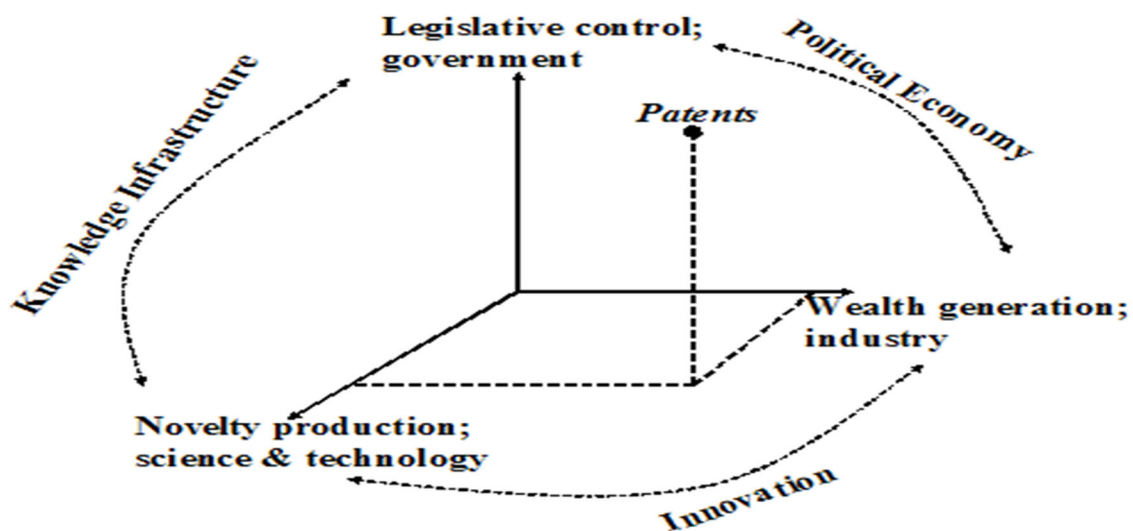 Legislative control;
government
Political Economy
Patents
Knowledge Infrastructure
Wealth generation;
industry
Novelty production;
science & technology
Innovation